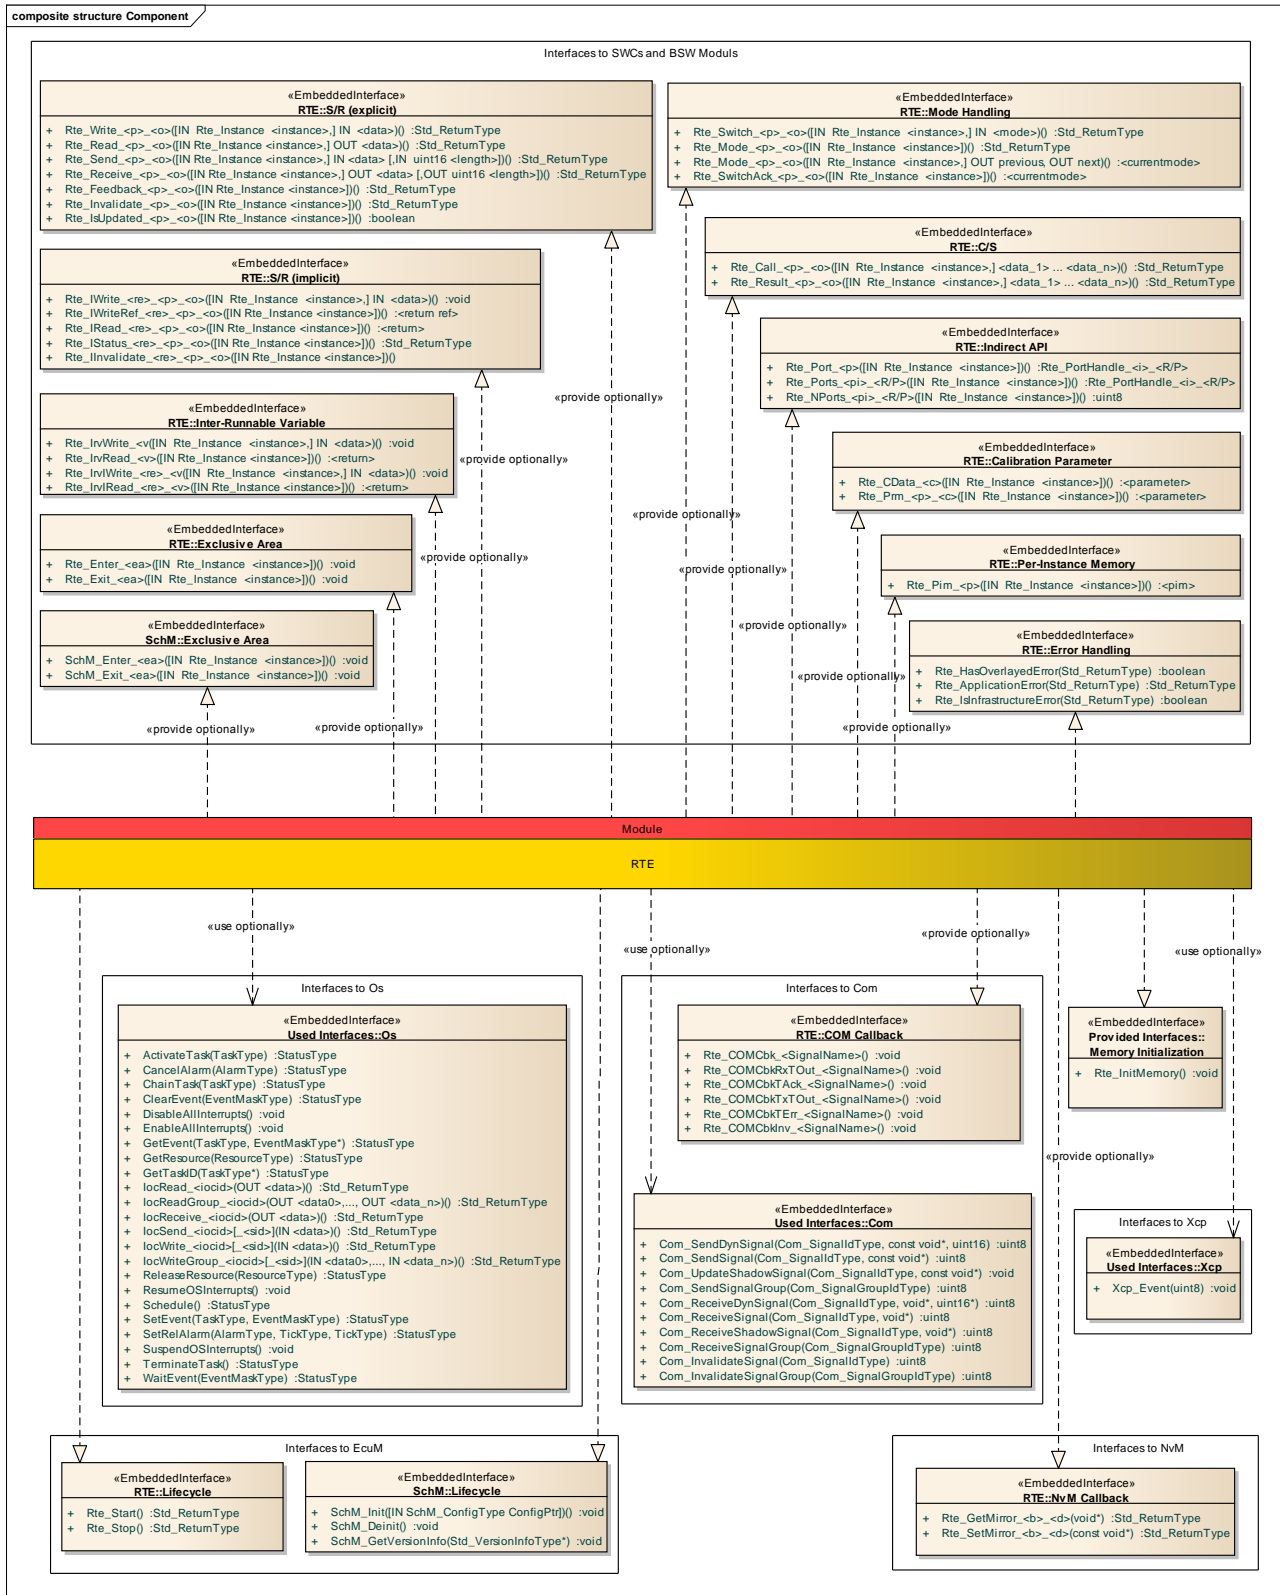 composite structure Component
Interfaces to SWCs and BSW Moduls
«EmbeddedInterface»
RTE::S/R (explicit)
+ Rte_Write_<p>_<o>([IN Rte_Instance <instance>,] IN <data>)() :Std_ReturnType
+ Rte_Read_<p>_<o>([IN Rte_Instance <instance>,] OUT <data>)() :Std_ReturnType
+ Rte_Send_<p>_<o>([IN Rte_Instance <instance>,] IN <data> [,IN uint16 <length>])() :Std_ReturnType
+ Rte_Receive_<p>_<o>([IN Rte_Instance <instance>,] OUT <data> [,OUT uint16 <length>])() :Std_ReturnType
+ Rte_Feedback_<p>_<o>([IN Rte_Instance <instance>])() :Std_ReturnType
+ Rte_Invalidate_<p>_<o>([IN Rte_Instance <instance>])() :Std_ReturnType
+ Rte_IsUpdated_<p>_<o>([IN Rte_Instance <instance>])() :boolean
«EmbeddedInterface»
RTE::Mode Handling
+ Rte_Switch_<p>_<o>([IN Rte_Instance <instance>,] IN <mode>)() :Std_ReturnType
+ Rte_Mode_<p>_<o>([IN Rte_Instance <instance>,])() :Std_ReturnType
+ Rte_Mode_<p>_<o>([IN Rte_Instance <instance>,] OUT previous, OUT next)() :<currentmode>
+ Rte_SwitchAck_<p>_<o>([IN Rte_Instance <instance>])() :<currentmode>
«EmbeddedInterface»
RTE::C/S
+ Rte_Call_<p>_<o>([IN Rte_Instance <instance>,] <data_1> ... <data_n>)() :Std_ReturnType
+ Rte_Result_<p>_<o>([IN Rte_Instance <instance>,] <data_1> ... <data_n>)() :Std_ReturnType
«EmbeddedInterface»
RTE::S/R (implicit)
+ Rte_IWrite_<re>_<p>_<o>([IN Rte_Instance <instance>,] IN <data>)() :void
+ Rte_IWriteRef_<re>_<p>_<o>([IN Rte_Instance <instance>])() :<return ref>
+ Rte_IRead_<re>_<p>_<o>([IN Rte_Instance <instance>])() :<return>
+ Rte_IStatus_<re>_<p>_<o>([IN Rte_Instance <instance>])() :Std_ReturnType
+ Rte_IInvalidate_<re>_<p>_<o>([IN Rte_Instance <instance>])()
«EmbeddedInterface»
RTE::Indirect API
+ Rte_Port_<p>([IN Rte_Instance <instance>])() :Rte_PortHandle_<i>_<R/P>
+ Rte_Ports_<pi>_<R/P>([IN Rte_Instance <instance>])() :Rte_PortHandle_<i>_<R/P>
+ Rte_NPorts_<pi>_<R/P>([IN Rte_Instance <instance>])() :uint8
«provide optionally»
«EmbeddedInterface»
RTE::Inter-Runnable Variable
+ Rte_IrvWrite_<v([IN Rte_Instance <instance>,] IN <data>)() :void
+ Rte_IrvRead_<v>([IN Rte_Instance <instance>])() :<return>
+ Rte_IrvIWrite_<re>_<v([IN Rte_Instance <instance>,] IN <data>)() :void
+ Rte_IrvIRead_<re>_<v>([IN Rte_Instance <instance>])() :<return>
«provide optionally»
«EmbeddedInterface»
RTE::Calibration Parameter
+ Rte_CData_<c>([IN Rte_Instance <instance>])() :<parameter>
+ Rte_Prm_<p>_<c>([IN Rte_Instance <instance>])() :<parameter>
«provide optionally»
«EmbeddedInterface»
RTE::Exclusive Area
+ Rte_Enter_<ea>([IN Rte_Instance <instance>])() :void
+ Rte_Exit_<ea>([IN Rte_Instance <instance>])() :void
«provide optionally»
«provide optionally»
«EmbeddedInterface»
RTE::Per-Instance Memory
+ Rte_Pim_<p>([IN Rte_Instance <instance>])() :<pim>
«EmbeddedInterface»
SchM::Exclusive Area
+ SchM_Enter_<ea>([IN Rte_Instance <instance>])() :void
+ SchM_Exit_<ea>([IN Rte_Instance <instance>])() :void
«provide optionally»
«provide optionally»
«EmbeddedInterface»
RTE::Error Handling
+ Rte_HasOverlayedError(Std_ReturnType) :boolean
+ Rte_ApplicationError(Std_ReturnType) :Std_ReturnType
+ Rte_IsInfrastructureError(Std_ReturnType) :boolean
«provide optionally»
«provide optionally»
«provide optionally»
Module
RTE
«use optionally»
«use optionally»
«provide optionally»
«use optionally»
Interfaces to Os
«EmbeddedInterface»
Used Interfaces::Os
+ ActivateTask(TaskType) :StatusType
+ CancelAlarm(AlarmType) :StatusType
+ ChainTask(TaskType) :StatusType
+ ClearEvent(EventMaskType) :StatusType
+ DisableAllInterrupts() :void
+ EnableAllInterrupts() :void
+ GetEvent(TaskType, EventMaskType*) :StatusType
+ GetResource(ResourceType) :StatusType
+ GetTaskID(TaskType*) :StatusType
+ IocRead_<iocid>(OUT <data>)() :Std_ReturnType
+ IocReadGroup_<iocid>(OUT <data0>,..., OUT <data_n>)() :Std_ReturnType
+ IocReceive_<iocid>(OUT <data>)() :Std_ReturnType
+ IocSend_<iocid>[_<sid>](IN <data>)() :Std_ReturnType
+ IocWrite_<iocid>[_<sid>](IN <data>)() :Std_ReturnType
+ IocWriteGroup_<iocid>[_<sid>](IN <data0>,..., IN <data_n>)() :Std_ReturnType
+ ReleaseResource(ResourceType) :StatusType
+ ResumeOSInterrupts() :void
+ Schedule() :StatusType
+ SetEvent(TaskType, EventMaskType) :StatusType
+ SetRelAlarm(AlarmType, TickType, TickType) :StatusType
+ SuspendOSInterrupts() :void
+ TerminateTask() :StatusType
+ WaitEvent(EventMaskType) :StatusType
Interfaces to Com
«EmbeddedInterface»
RTE::COM Callback
+ Rte_COMCbk_<SignalName>() :void
+ Rte_COMCbkRxTOut_<SignalName>() :void
+ Rte_COMCbkTAck_<SignalName>() :void
+ Rte_COMCbkTxTOut_<SignalName>() :void
+ Rte_COMCbkTErr_<SignalName>() :void
+ Rte_COMCbkInv_<SignalName>() :void
«EmbeddedInterface»
Provided Interfaces::
Memory Initialization
+ Rte_InitMemory() :void
«provide optionally»
«EmbeddedInterface»
Used Interfaces::Com
+ Com_SendDynSignal(Com_SignalIdType, const void*, uint16) :uint8
+ Com_SendSignal(Com_SignalIdType, const void*) :uint8
+ Com_UpdateShadowSignal(Com_SignalIdType, const void*) :void
+ Com_SendSignalGroup(Com_SignalGroupIdType) :uint8
+ Com_ReceiveDynSignal(Com_SignalIdType, void*, uint16*) :uint8
+ Com_ReceiveSignal(Com_SignalIdType, void*) :uint8
+ Com_ReceiveShadowSignal(Com_SignalIdType, void*) :uint8
+ Com_ReceiveSignalGroup(Com_SignalGroupIdType) :uint8
+ Com_InvalidateSignal(Com_SignalIdType) :uint8
+ Com_InvalidateSignalGroup(Com_SignalGroupIdType) :uint8
Interfaces to Xcp
«EmbeddedInterface»
Used Interfaces::Xcp
+ Xcp_Event(uint8) :void
Interfaces to EcuM
«EmbeddedInterface»
RTE::Lifecycle
+ Rte_Start() :Std_ReturnType
+ Rte_Stop() :Std_ReturnType
«EmbeddedInterface»
SchM::Lifecycle
+ SchM_Init([IN SchM_ConfigType ConfigPtr])() :void
+ SchM_Deinit() :void
+ SchM_GetVersionInfo(Std_VersionInfoType*) :void
Interfaces to NvM
«EmbeddedInterface»
RTE::NvM Callback
+ Rte_GetMirror_<b>_<d>(void*) :Std_ReturnType
+ Rte_SetMirror_<b>_<d>(const void*) :Std_ReturnType